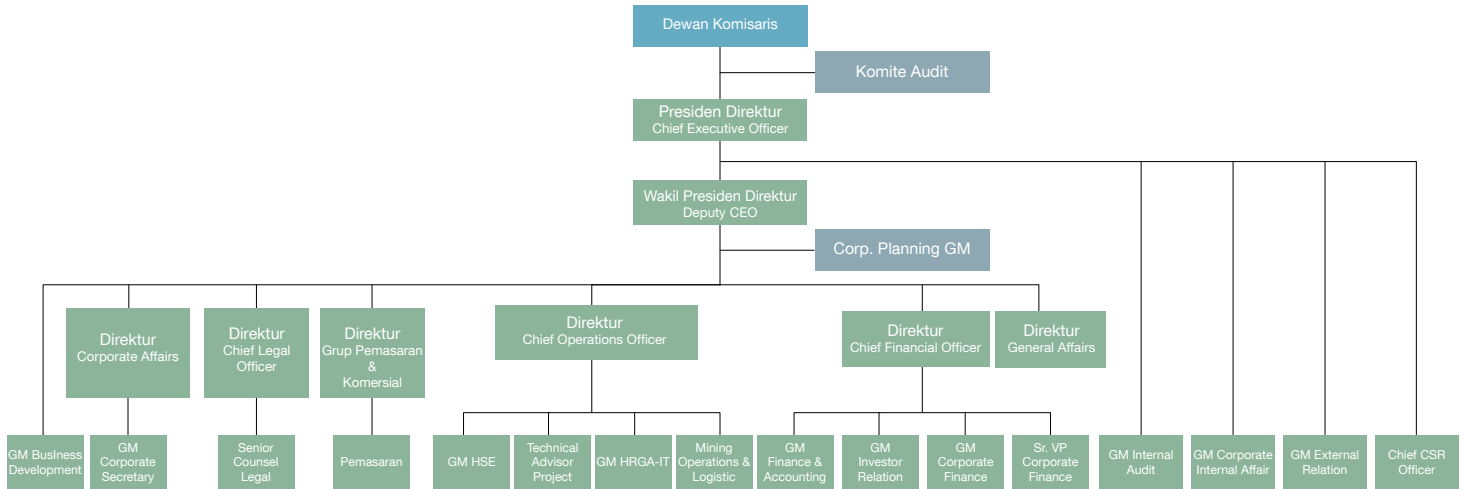 Dewan Komisaris
Komite Audit
Presiden Direktur
Chief Executive Officer
Wakil Presiden Direktur
Deputy CEO
Corp. Planning GM
Direktur
Corporate Affairs
Direktur
Chief Legal
Officer
Direktur
Grup Pemasaran
&
Komersial
Direktur
Chief Operations Officer
Direktur
Chief Financial Officer
Direktur
General Affairs
GM Business
Development
GM
Corporate
Secretary
Senior
Counsel
Legal
Pemasaran
GM HSE
Technical
Advisor
Project
GM HRGA-IT
Mining
Operations &
Logistic
GM
Finance &
Accounting
GM
Investor
Relation
GM
Corporate
Finance
Sr. VP
Corporate
Finance
GM Internal
Audit
GM Corporate
Internal Affair
GM External
Relation
Chief CSR
Officer